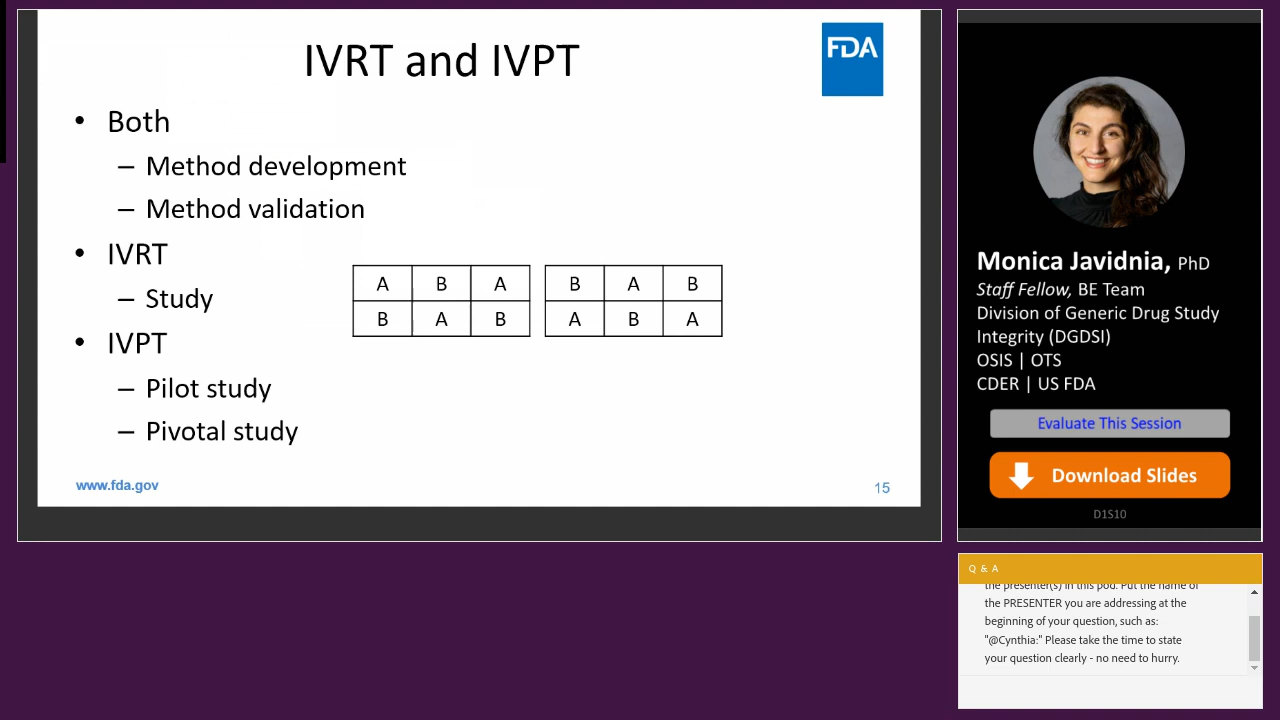 IVRT and IVPT
FDA
• Both
– Method development
– Method validation
• IVRT
– Study
A B A B A B
B A B A B A
• IVPT
– Pilot study
– Pivotal study
www.fda.gov
15
Monica Javidnia, PhD
Staff Fellow, BE Team
Division of Generic Drug Study
Integrity (DGDSI)
OSIS | OTS
CDER | US FDA
Evaluate This Session
Download Slides
D1S10
Q & A
the presenter(s) in this pod. Put the name of
the PRESENTER you are addressing at the
beginning of your question, such as:
"@Cynthia:" Please take the time to state
your question clearly - no need to hurry.